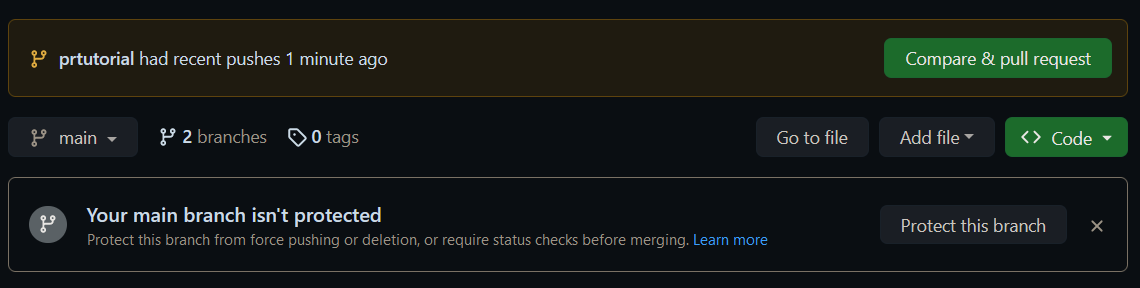 prtutorial had recent pushes 1 minute ago
Compare & pull request
main
2 branches
0 tags
Go to file
Add file
Code
Your main branch isn't protected
Protect this branch from force pushing or deletion, or require status checks before merging. Learn more
Protect this branch